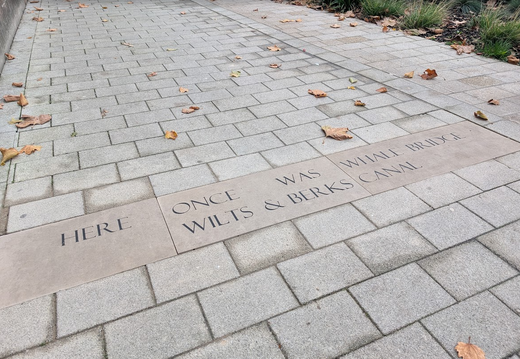 HERE ONCE WAS WHALE BRIDGE
WILTS & BERKS CANAL